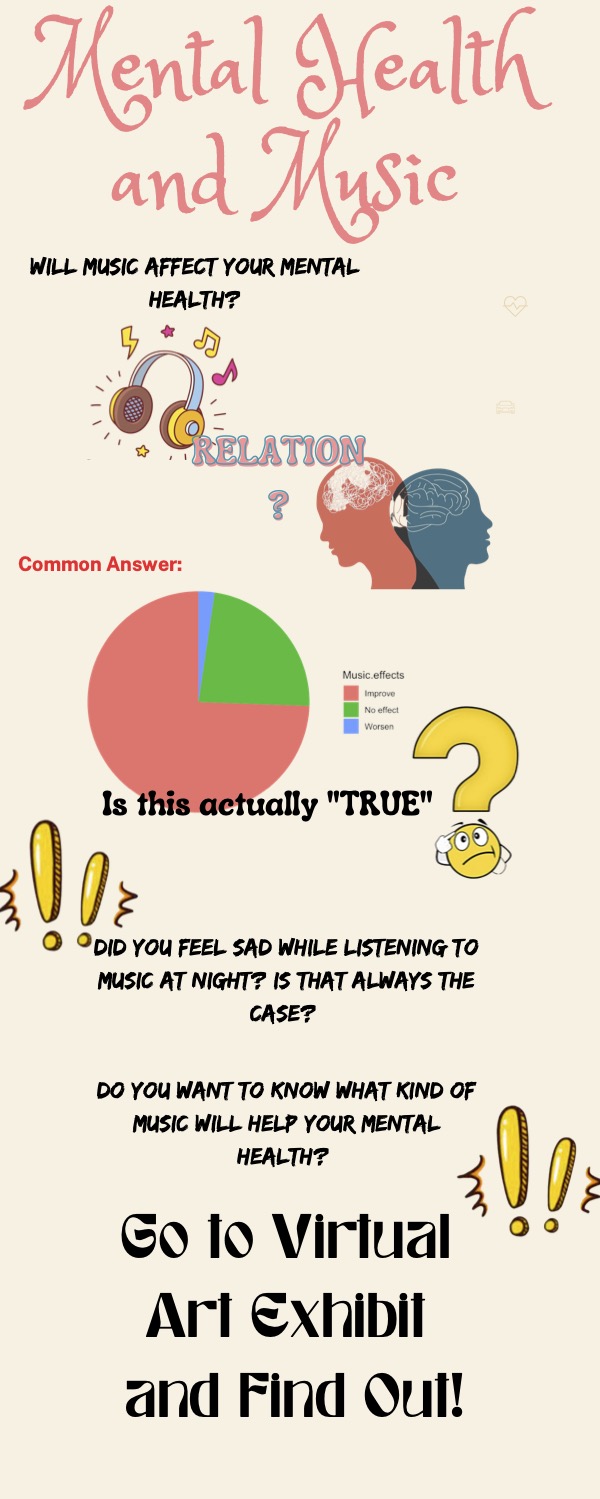 Mental Health
and Music
WILL MUSIC AFFECT YOUR MENTAL
HEALTH?
RELATION
?
Common Answer:
Music.effects
Improve
No effect
Worsen
Is this actually "TRUE"
DID YOU FEEL SAD WHILE LISTENING TO
MUSIC AT NIGHT? IS THAT ALWAYS THE
CASE?
DO YOU WANT TO KNOW WHAT KIND OF
MUSIC WILL HELP YOUR MENTAL
HEALTH?
Go to Virtual
Art Exhibit
and Find Out!